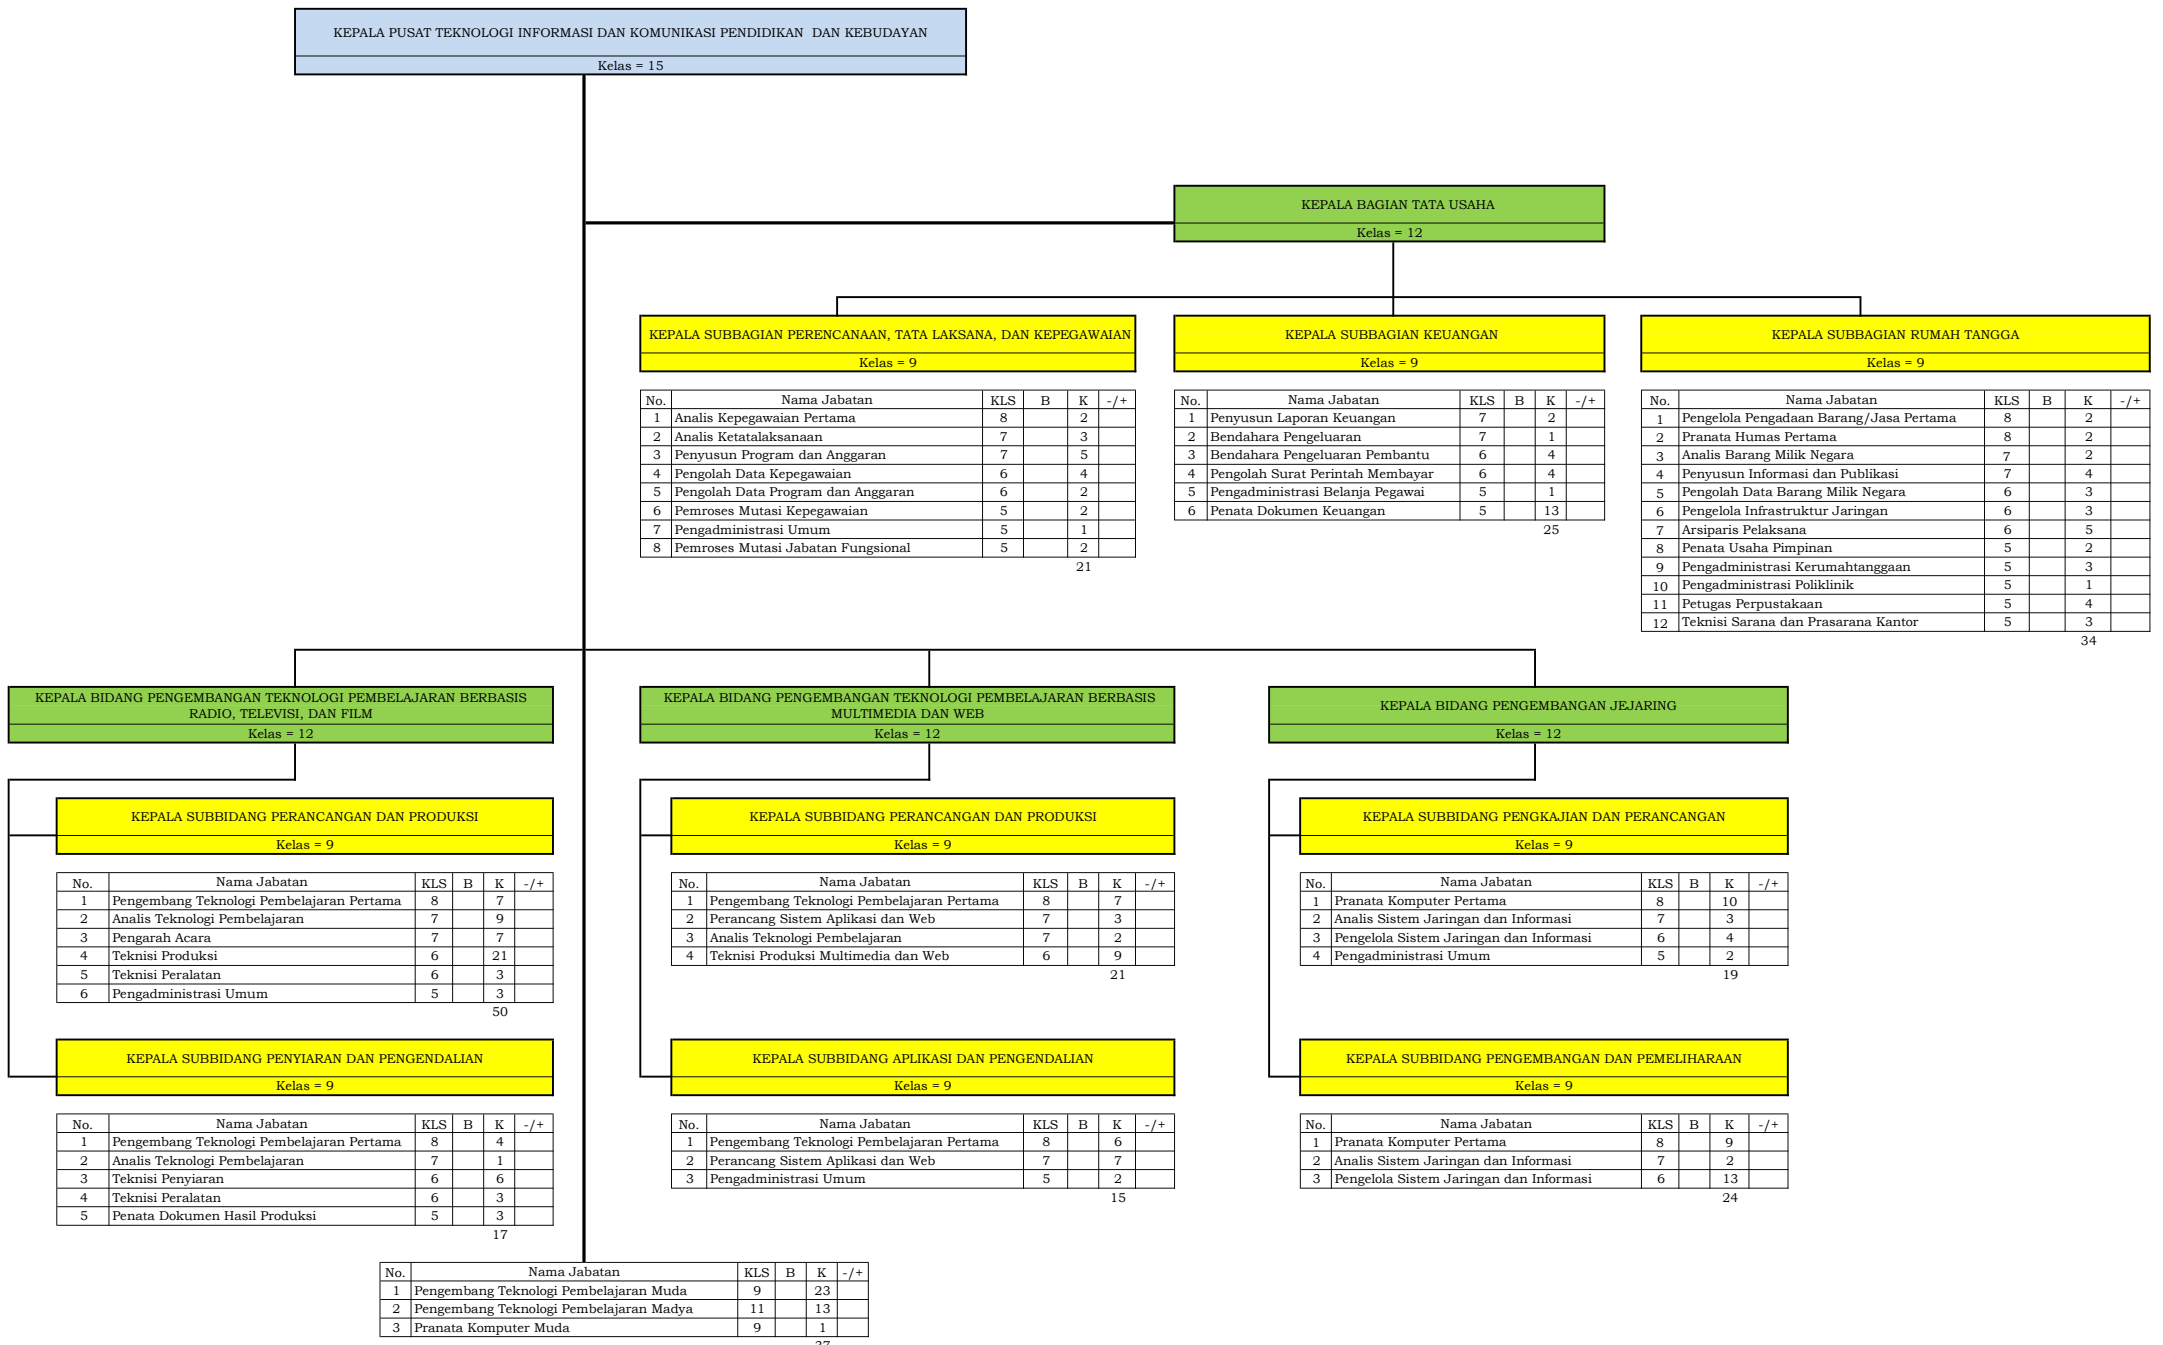 KEPALA PUSAT TEKNOLOGI INFORMASI DAN KOMUNIKASI PENDIDIKAN DAN KEBUDAYAN
Kelas = 15
KEPALA BAGIAN TATA USAHA
Kelas = 12
KEPALA SUBBAGIAN PERENCANAAN, TATA LAKSANA, DAN KEPEGAWAIAN
Kelas = 9
No. Nama Jabatan KLS B K -/+
1 Analis Kepegawaian Pertama 8 2
2 Analis Ketatalaksanaan 7 3
3 Penyusun Program dan Anggaran 7 5
4 Pengolah Data Kepegawaian 6 4
5 Pengolah Data Program dan Anggaran 6 2
6 Pemroses Mutasi Kepegawaian 5 2
7 Pengadministrasi Umum 5 1
8 Pemroses Mutasi Jabatan Fungsional 5 2
21
KEPALA SUBBAGIAN KEUANGAN
Kelas = 9
No. Nama Jabatan KLS B K -/+
1 Penyusun Laporan Keuangan 7 2
2 Bendahara Pengeluaran 7 1
3 Bendahara Pengeluaran Pembantu 6 4
4 Pengolah Surat Perintah Membayar 6 4
5 Pengadministrasi Belanja Pegawai 5 1
6 Penata Dokumen Keuangan 5 13
25
KEPALA SUBBAGIAN RUMAH TANGGA
Kelas = 9
No. Nama Jabatan KLS B K -/+
1 Pengelola Pengadaan Barang/Jasa Pertama 8 2
2 Pranata Humas Pertama 8 2
3 Analis Barang Milik Negara 7 2
4 Penyusun Informasi dan Publikasi 7 4
5 Pengolah Data Barang Milik Negara 6 3
6 Pengelola Infrastruktur Jaringan 6 3
7 Arsiparis Pelaksana 6 5
8 Penata Usaha Pimpinan 5 2
9 Pengadministrasi Kerumahtanggaan 5 3
10 Pengadministrasi Poliklinik 5 1
11 Petugas Perpustakaan 5 4
12 Teknisi Sarana dan Prasarana Kantor 5 3
34
KEPALA BIDANG PENGEMBANGAN TEKNOLOGI PEMBELAJARAN BERBASIS
RADIO, TELEVISI, DAN FILM
Kelas = 12
KEPALA SUBBIDANG PERANCANGAN DAN PRODUKSI
Kelas = 9
No. Nama Jabatan KLS B K -/+
1 Pengembang Teknologi Pembelajaran Pertama 8 7
2 Analis Teknologi Pembelajaran 7 9
3 Pengarah Acara 7 7
4 Teknisi Produksi 6 21
5 Teknisi Peralatan 6 3
6 Pengadministrasi Umum 5 3
50
KEPALA SUBBIDANG PENYIARAN DAN PENGENDALIAN
Kelas = 9
No. Nama Jabatan KLS B K -/+
1 Pengembang Teknologi Pembelajaran Pertama 8 4
2 Analis Teknologi Pembelajaran 7 1
3 Teknisi Penyiaran 6 6
4 Teknisi Peralatan 6 3
5 Penata Dokumen Hasil Produksi 5 3
17
KEPALA BIDANG PENGEMBANGAN TEKNOLOGI PEMBELAJARAN BERBASIS
MULTIMEDIA DAN WEB
Kelas = 12
KEPALA SUBBIDANG PERANCANGAN DAN PRODUKSI
Kelas = 9
No. Nama Jabatan KLS B K -/+
1 Pengembang Teknologi Pembelajaran Pertama 8 7
2 Perancang Sistem Aplikasi dan Web 7 3
3 Analis Teknologi Pembelajaran 7 2
4 Teknisi Produksi Multimedia dan Web 6 9
21
KEPALA SUBBIDANG APLIKASI DAN PENGENDALIAN
Kelas = 9
No. Nama Jabatan KLS B K -/+
1 Pengembang Teknologi Pembelajaran Pertama 8 6
2 Perancang Sistem Aplikasi dan Web 7 7
3 Pengadministrasi Umum 5 2
15
KEPALA BIDANG PENGEMBANGAN JEJARING
Kelas = 12
KEPALA SUBBIDANG PENGKAJIAN DAN PERANCANGAN
Kelas = 9
No. Nama Jabatan KLS B K -/+
1 Pranata Komputer Pertama 8 10
2 Analis Sistem Jaringan dan Informasi 7 3
3 Pengelola Sistem Jaringan dan Informasi 6 4
4 Pengadministrasi Umum 5 2
19
KEPALA SUBBIDANG PENGEMBANGAN DAN PEMELIHARAAN
Kelas = 9
No. Nama Jabatan KLS B K -/+
1 Pranata Komputer Pertama 8 9
2 Analis Sistem Jaringan dan Informasi 7 2
3 Pengelola Sistem Jaringan dan Informasi 6 13
24
No. Nama Jabatan KLS B K -/+
1 Pengembang Teknologi Pembelajaran Muda 9 23
2 Pengembang Teknologi Pembelajaran Madya 11 13
3 Pranata Komputer Muda 9 1